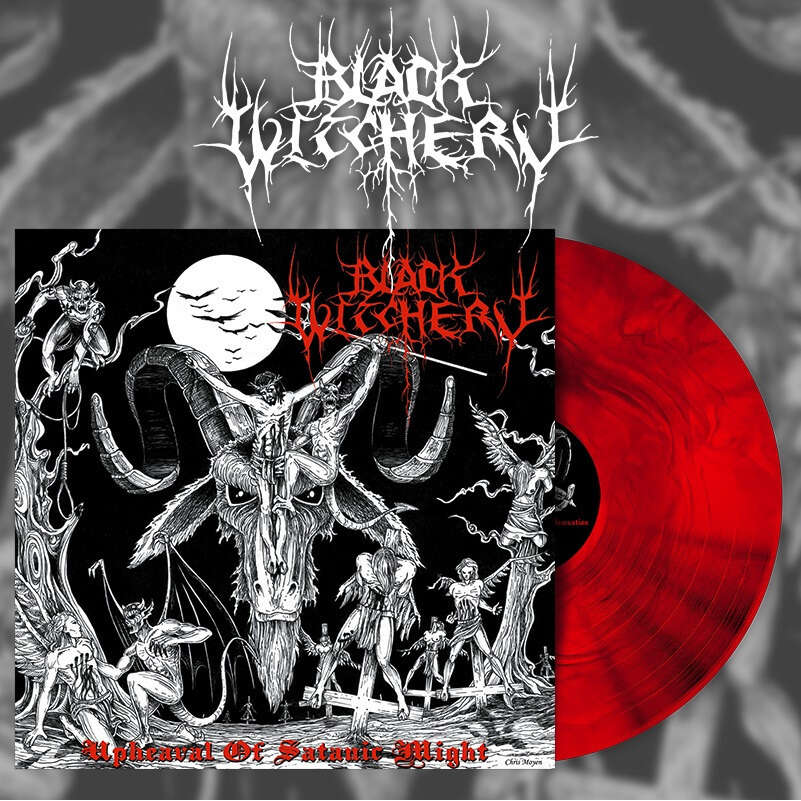 BLACK
WITCHERY
BLACK
WITCHERY
Upheaval Of Satanic Might
Chris Moyen